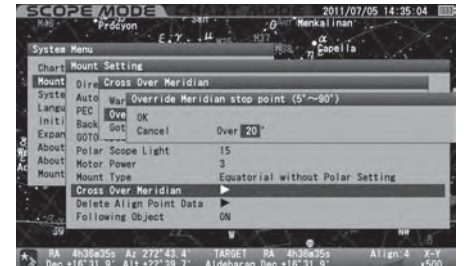 SCOPE MODE 2011/07/05 14:35:04
Procyon Menkalinan
Capella
System Menu
Chart Mount Setting
Mount Dire Cross Over Meridian
Syste Auto War Override Meridian stop point (5°~90°)
Langu PEC Ove OK
Initi Back Got Cancel Over 20°
Expan GOTO
About Polar Scope Light 15
About Motor Power 3
Mount Mount Type Equatorial without Polar Setting
Cross Over Meridian ▶
Delete Align Point Data ▶
Following Object ON
NW
RA 4h38m35s Az 272°43.4' TARGET RA 4h38m35s Align:4 X-Y
Dec +16°31.9' Alt +22°39.7' Aldebaran Dec +16°31.9' x500